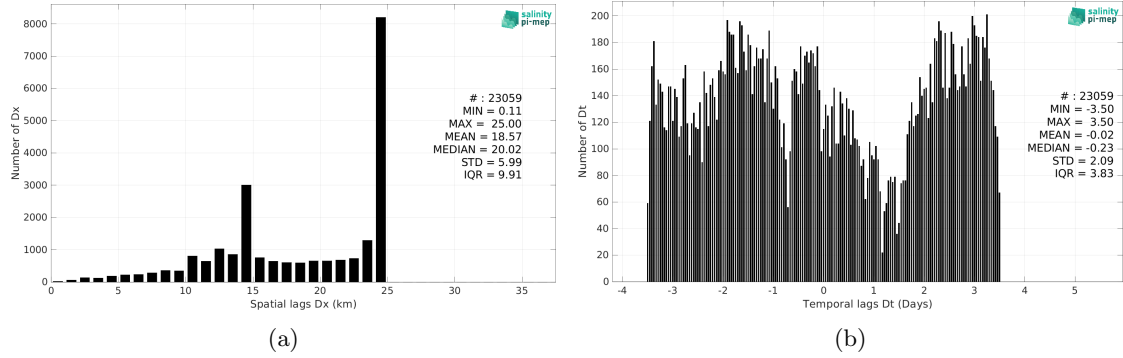 8000
7000
6000
5000
4000
3000
2000
1000
0
Number of Dx
0 5 10 15 20 25 30 35
Spatial lags Dx (km)
salinity
pi-mep
# : 23059
MIN = 0.11
MAX = 25.00
MEAN = 18.57
MEDIAN = 20.02
STD = 5.99
IQR = 9.91
(a)
200
180
160
140
120
100
80
60
40
20
0
Number of Dt
-4 -3 -2 -1 0 1 2 3 4 5
Temporal lags Dt (Days)
salinity
pi-mep
# : 23059
MIN = -3.50
MAX = 3.50
MEAN = -0.02
MEDIAN = -0.23
STD = 2.09
IQR = 3.83
(b)